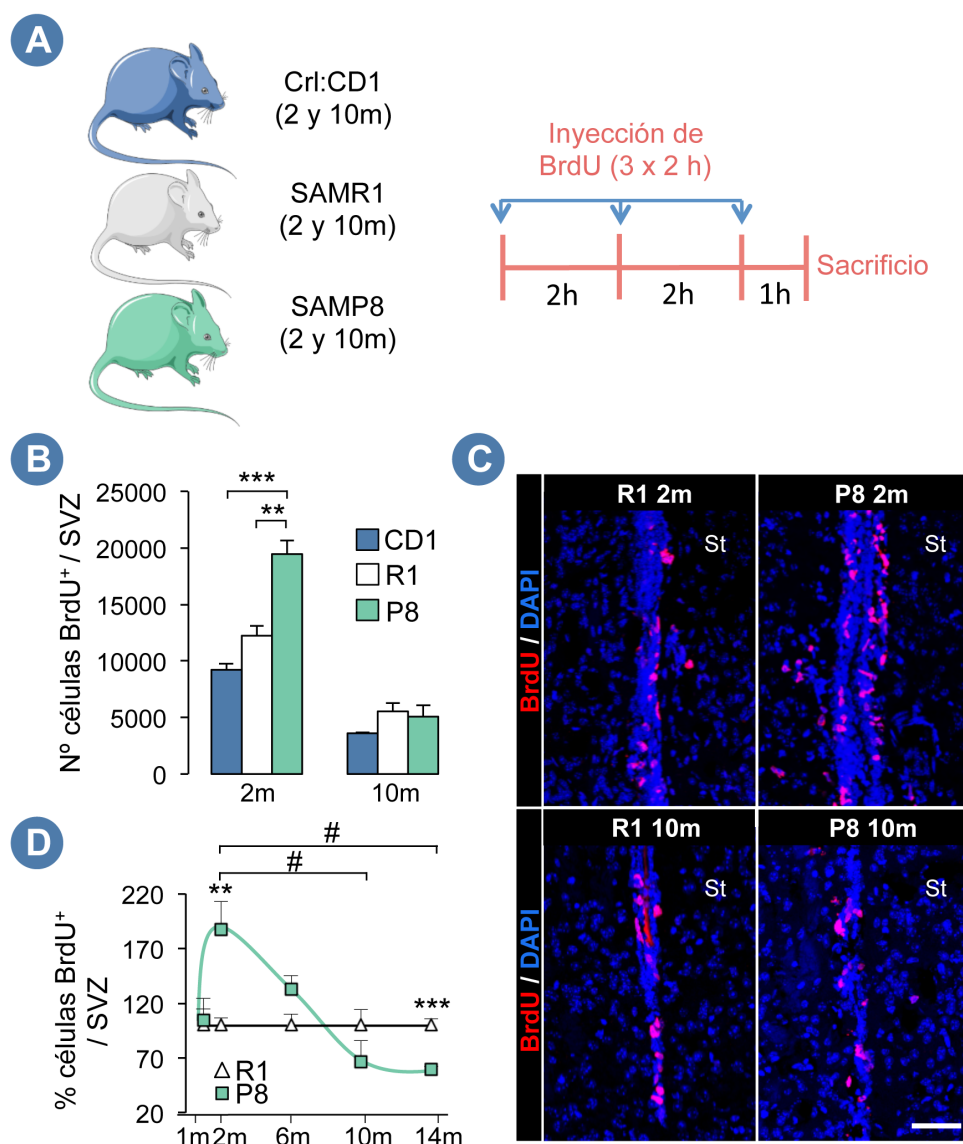 A
Crl:CD1
(2 y 10m)
SAMR1
(2 y 10m)
SAMP8
(2 y 10m)
Inyección de
BrdU (3 x 2 h)
2h
2h
1h
Sacrificio
B
Nº células BrdU⁺ / SVZ
25000
20000
15000
10000
5000
0
***
**
CD1
R1
P8
2m
10m
C
R1 2m
P8 2m
St
St
BrdU / DAPI
R1 10m
P8 10m
St
St
BrdU / DAPI
D
% células BrdU⁺
/ SVZ
220
170
120
70
20
#
#
**
***
R1
P8
1m
2m
6m
10m
14m